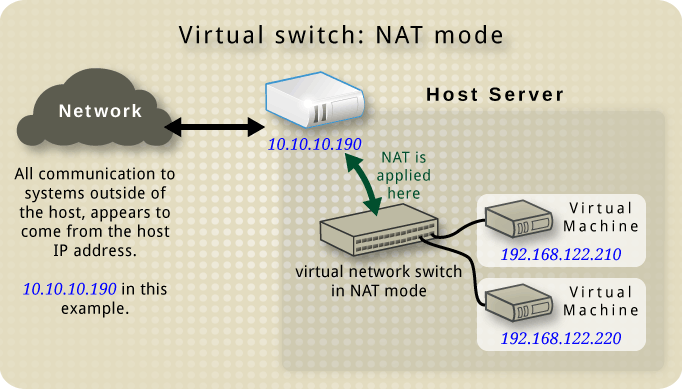 Virtual switch: NAT mode
Network
Host Server
10.10.10.190
All communication to
systems outside of
the host, appears to
come from the host
IP address.
10.10.10.190 in this
example.
NAT is
applied
here
virtual network switch
in NAT mode
Virtual
Machine
192.168.122.210
Virtual
Machine
192.168.122.220